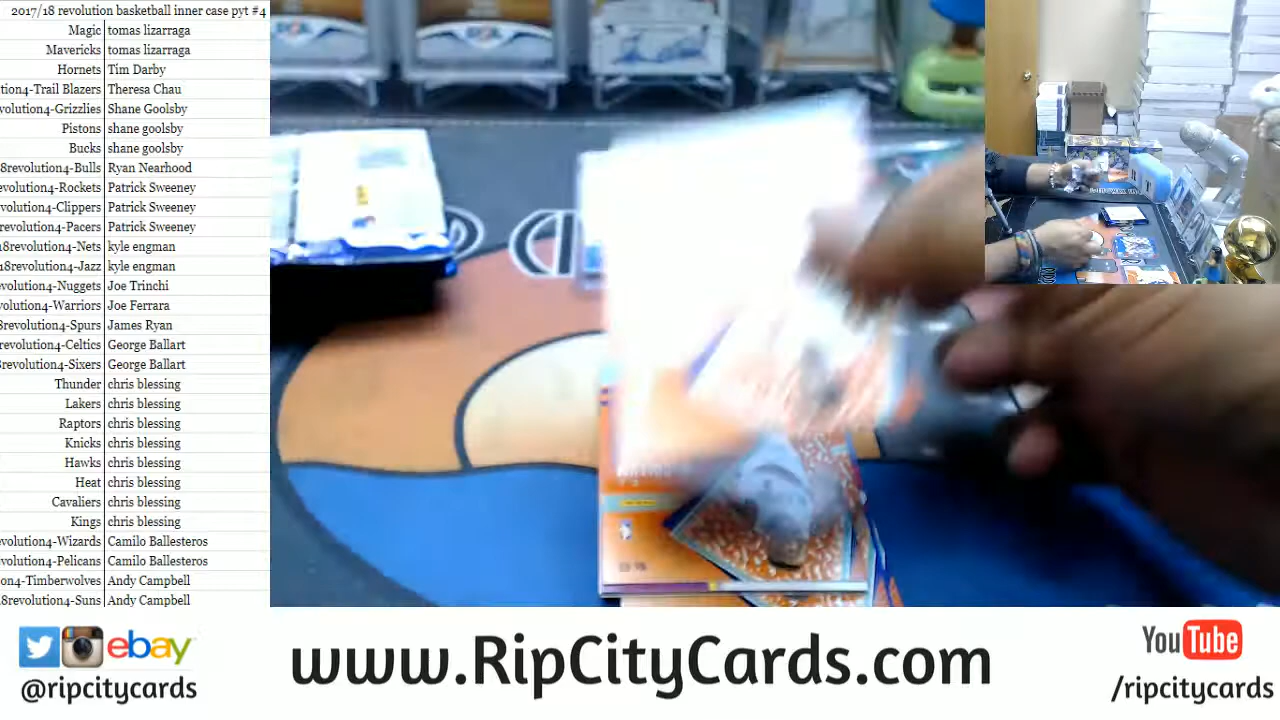 2017/18 revolution basketball inner case pyt #4
Magic tomas lizarraga
Mavericks tomas lizarraga
Hornets Tim Darby
tion4-Trail Blazers Theresa Chau
evolution4-Grizzlies Shane Goolsby
Pistons shane goolsby
Bucks shane goolsby
8revolution4-Bulls Ryan Nearhood
evolution4-Rockets Patrick Sweeney
volution4-Clippers Patrick Sweeney
revolution4-Pacers Patrick Sweeney
18revolution4-Nets kyle engman
18revolution4-Jazz kyle engman
evolution4-Nuggets Joe Trinchi
volution4-Warriors Joe Ferrara
8revolution4-Spurs James Ryan
revolution4-Celtics George Ballart
8revolution4-Sixers George Ballart
Thunder chris blessing
Lakers chris blessing
Raptors chris blessing
Knicks chris blessing
Hawks chris blessing
Heat chris blessing
Cavaliers chris blessing
Kings chris blessing
evolution4-Wizards Camilo Ballesteros
volution4-Pelicans Camilo Ballesteros
on4-Timberwolves Andy Campbell
18revolution4-Suns Andy Campbell
ebay
@ripcitycards
www.RipCityCards.com
YouTube
/ripcitycards